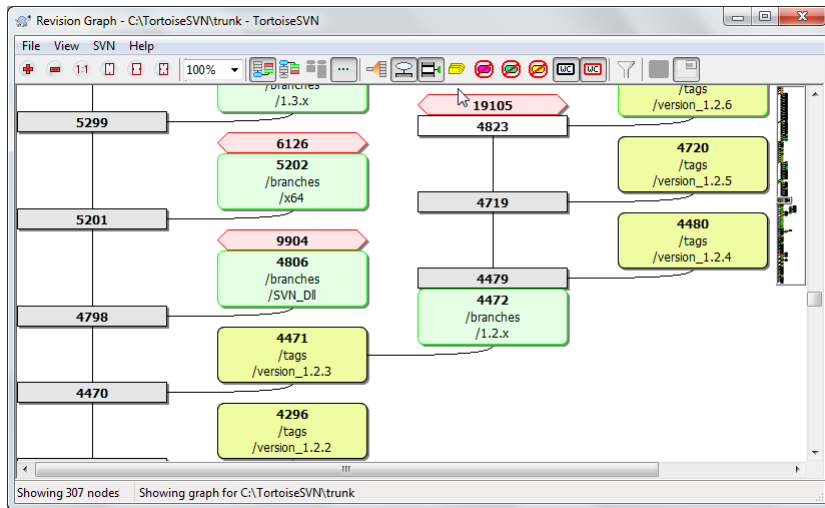 Revision Graph - C:\TortoiseSVN\trunk - TortoiseSVN
File View SVN Help
1:1 100% WC WC
/branches
/1.3.x
5299
6126
5202
/branches
/x64
5201
9904
4806
/branches
/SVN_Dll
4798
4471
/tags
/version_1.2.3
4470
4296
/tags
/version_1.2.2
19105
4823
4719
4479
4472
/branches
/1.2.x
/tags
/version_1.2.6
4720
/tags
/version_1.2.5
4480
/tags
/version_1.2.4
Showing 307 nodes Showing graph for C:\TortoiseSVN\trunk